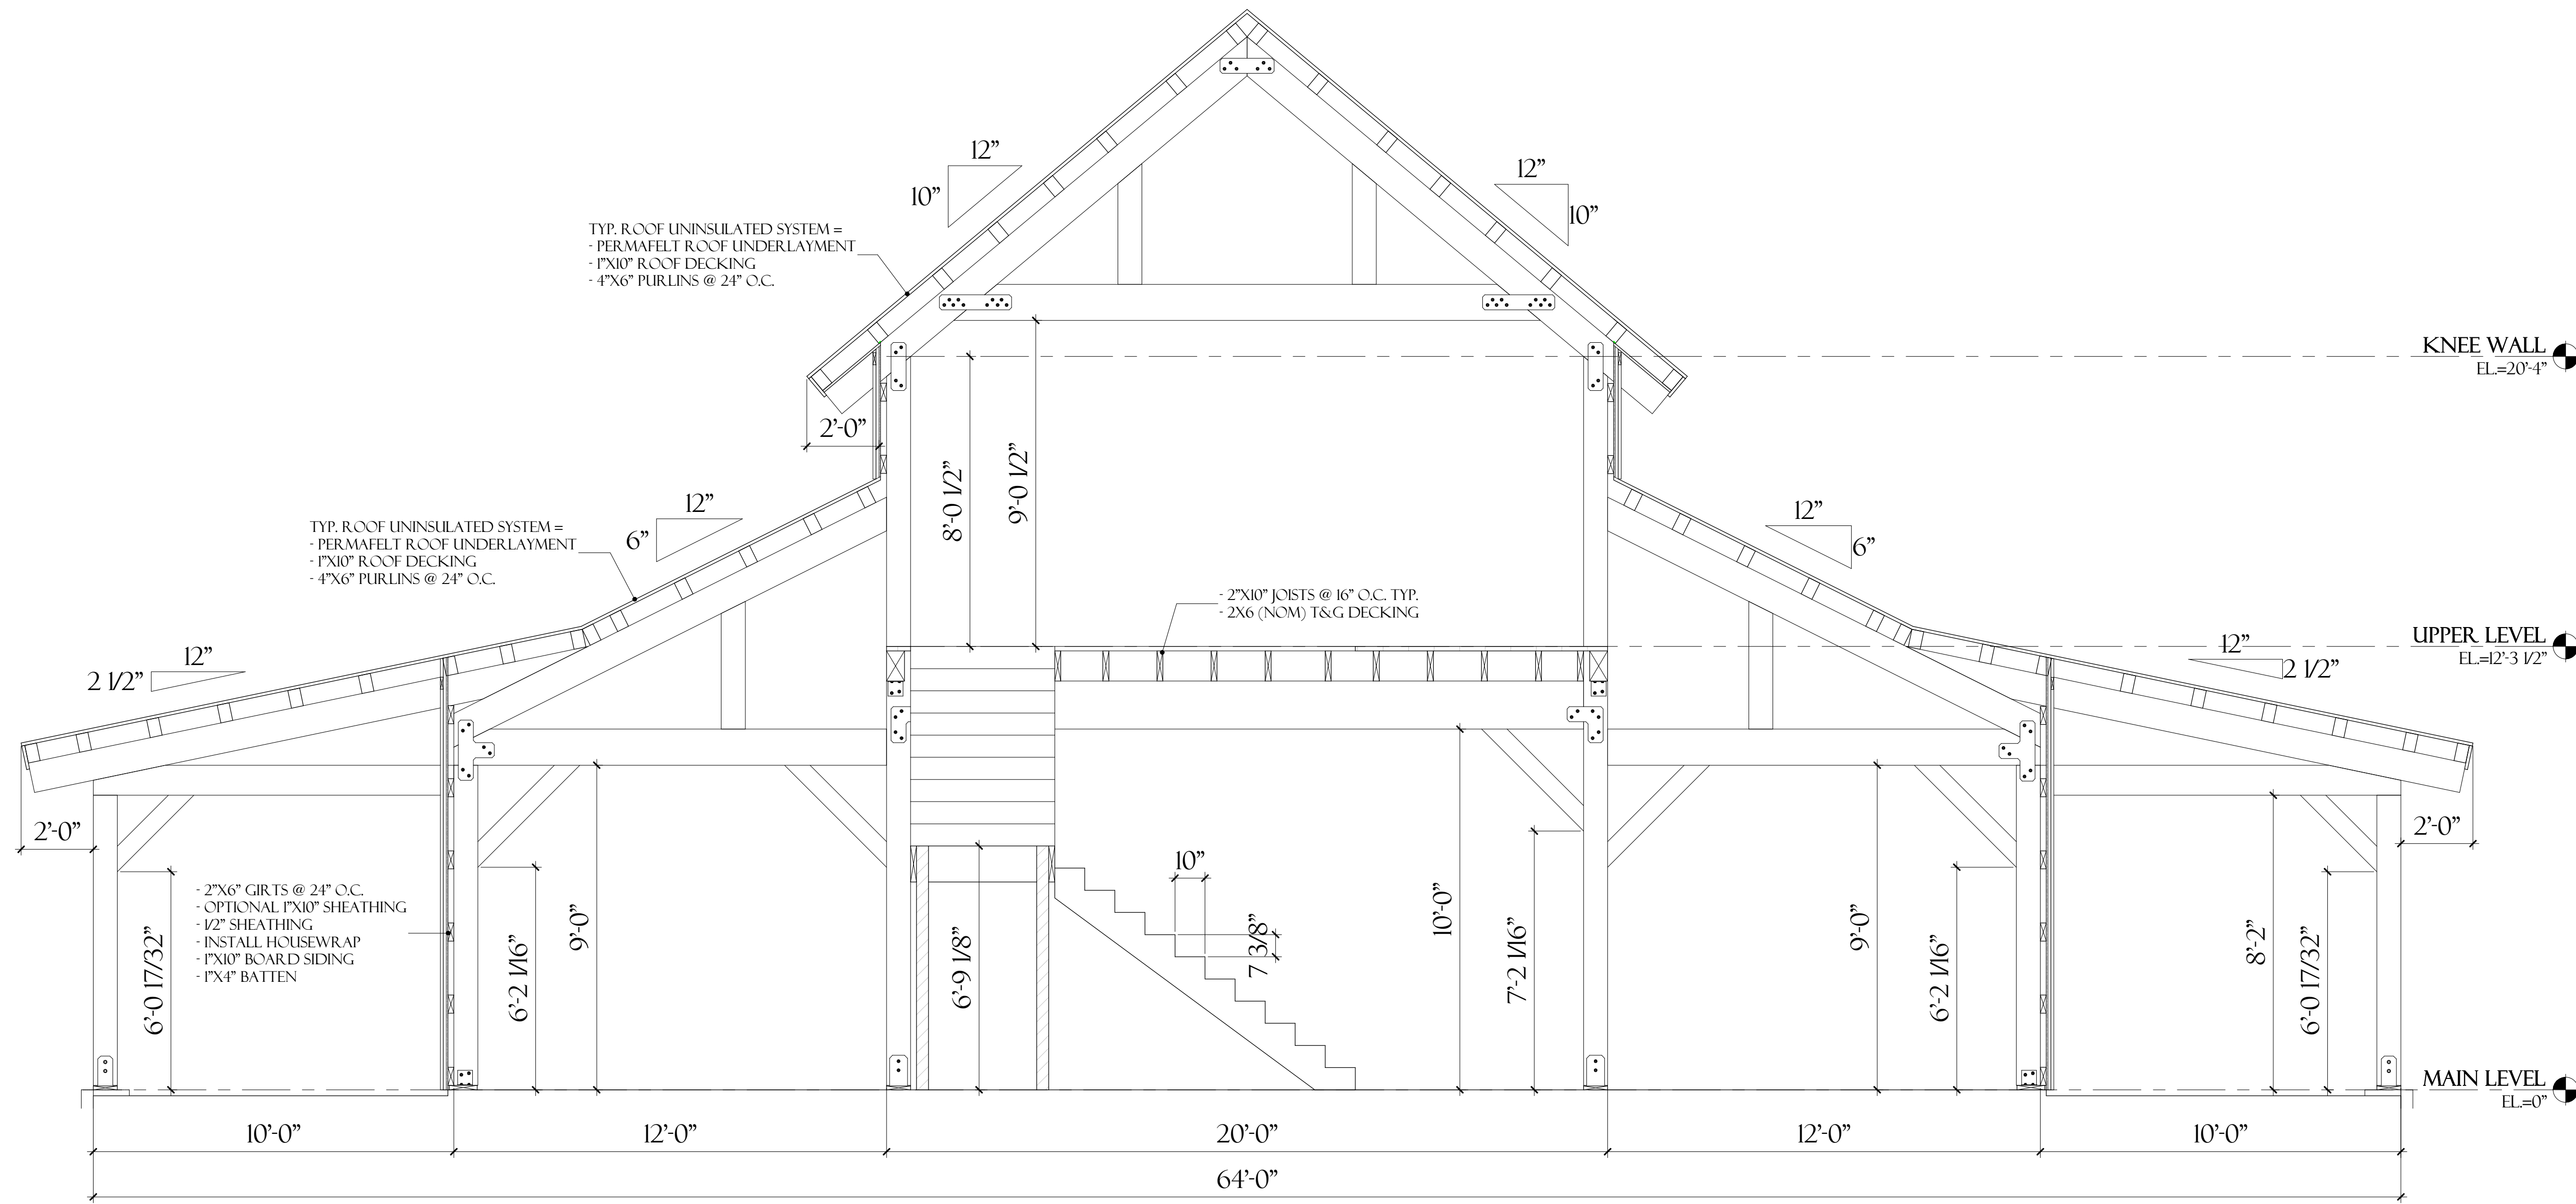 12”
10”
12”
10”
TYP. ROOF UNINSULATED SYSTEM =
- PERMAFELT ROOF UNDERLAYMENT
- 1”X10” ROOF DECKING
- 4”X6” PURLINS @ 24” O.C.
KNEE WALL
EL.=20’-4”
2’-0”
8’-0 1/2”
9’-0 1/2”
12”
6”
12”
6”
TYP. ROOF UNINSULATED SYSTEM =
- PERMAFELT ROOF UNDERLAYMENT
- 1”X10” ROOF DECKING
- 4”X6” PURLINS @ 24” O.C.
- 2”X10” JOISTS @ 16” O.C. TYP.
- 2X6 (NOM) T&G DECKING
UPPER LEVEL
EL.=12’-3 1/2”
12”
2 1/2”
12”
2 1/2”
2’-0”
2’-0”
10”
7 3/8”
- 2”X6” GIRTS @ 24” O.C.
- OPTIONAL 1”X10” SHEATHING
- 1/2” SHEATHING
- INSTALL HOUSEWRAP
- 1”X10” BOARD SIDING
- 1”X4” BATTEN
6’-0 17/32”
6’-2 1/16”
9’-0”
6’-9 1/8”
10’-0”
7’-2 1/16”
9’-0”
6’-2 1/16”
8’-2”
6’-0 17/32”
MAIN LEVEL
EL.=0”
10’-0”
12’-0”
20’-0”
12’-0”
10’-0”
64’-0”